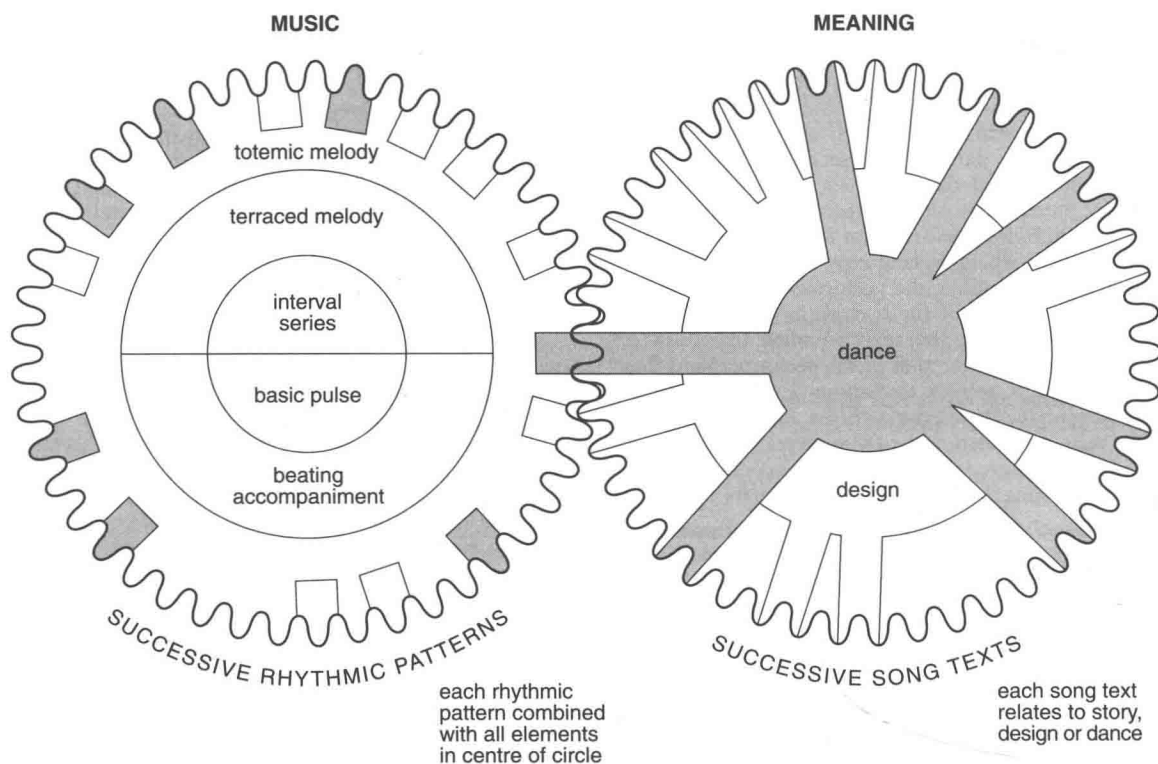 MUSIC
MEANING
totemic melody
terraced melody
interval
series
basic pulse
beating
accompaniment
dance
design
SUCCESSIVE RHYTHMIC PATTERNS
SUCCESSIVE SONG TEXTS
each rhythmic
pattern combined
with all elements
in centre of circle
each song text
relates to story,
design or dance